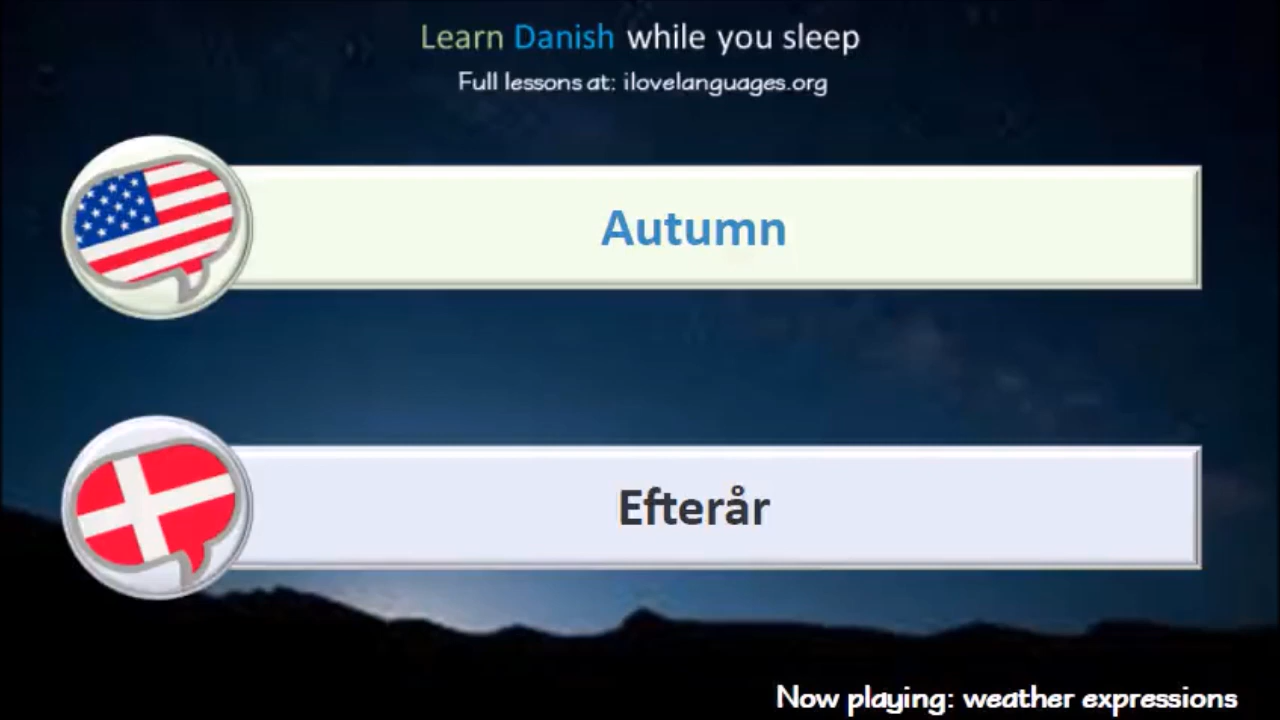 Learn Danish while you sleep
Full lessons at: ilovelanguages.org
Autumn
Efterår
Now playing: weather expressions